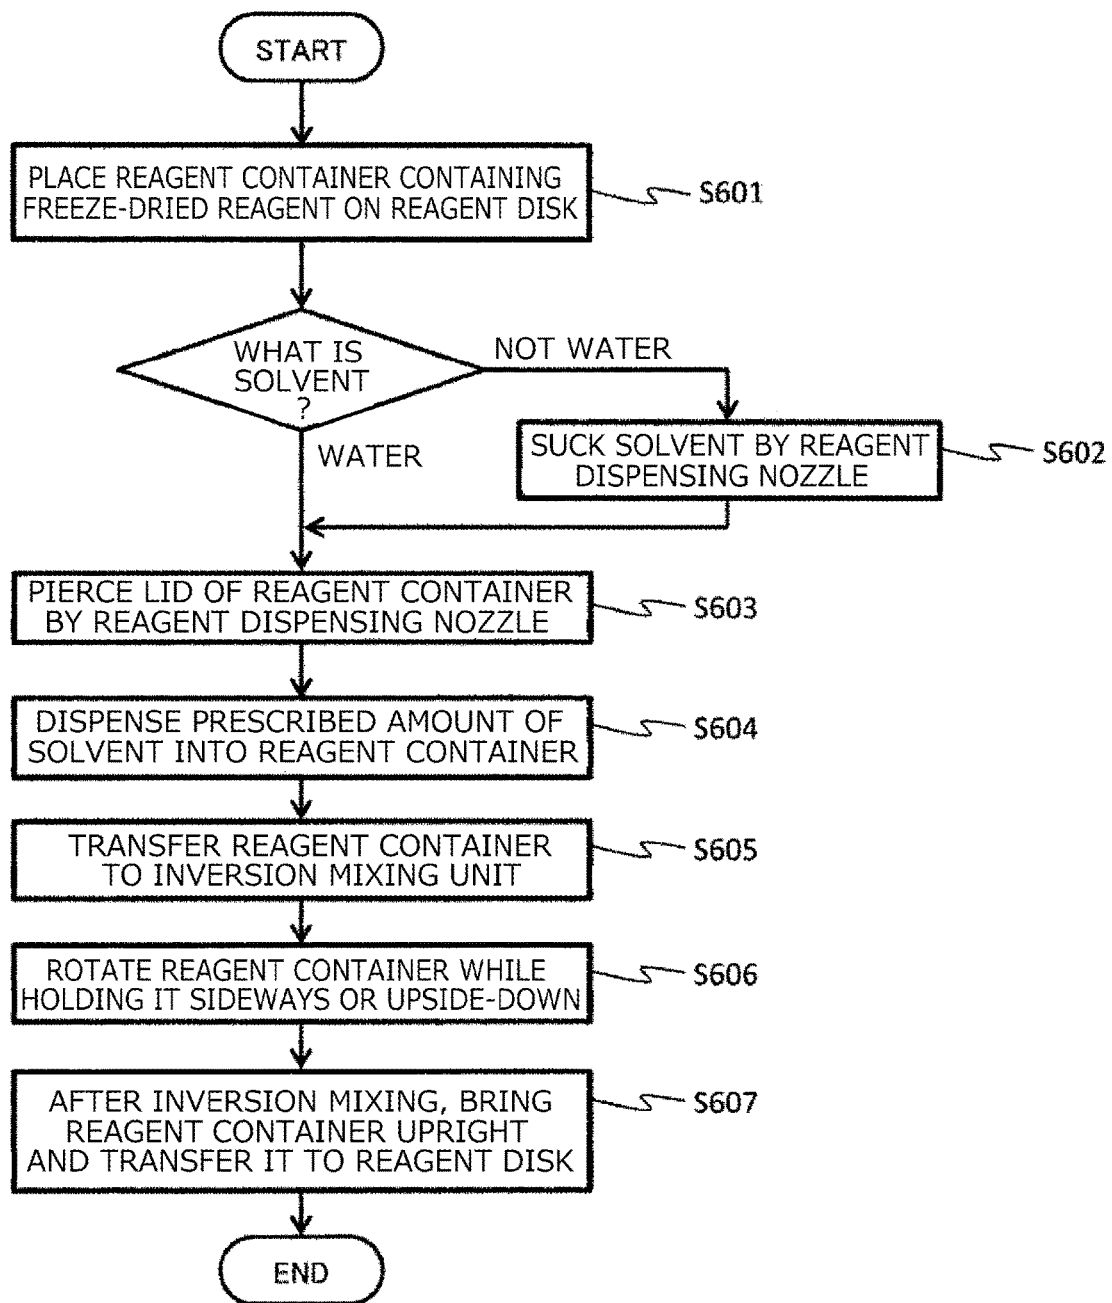 START
PLACE REAGENT CONTAINER CONTAINING
FREEZE-DRIED REAGENT ON REAGENT DISK
S601
WHAT IS
SOLVENT
?
NOT WATER
WATER
SUCK SOLVENT BY REAGENT
DISPENSING NOZZLE
S602
PIERCE LID OF REAGENT CONTAINER
BY REAGENT DISPENSING NOZZLE
S603
DISPENSE PRESCRIBED AMOUNT OF
SOLVENT INTO REAGENT CONTAINER
S604
TRANSFER REAGENT CONTAINER
TO INVERSION MIXING UNIT
S605
ROTATE REAGENT CONTAINER WHILE
HOLDING IT SIDEWAYS OR UPSIDE-DOWN
S606
AFTER INVERSION MIXING, BRING
REAGENT CONTAINER UPRIGHT
AND TRANSFER IT TO REAGENT DISK
S607
END